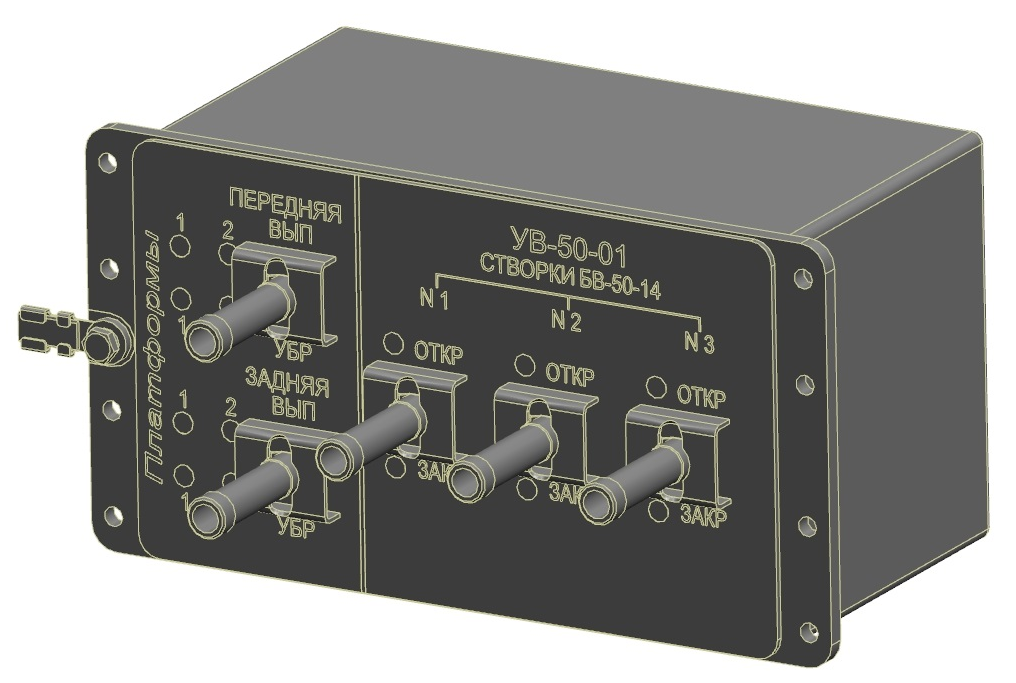 ПЕРЕДНЯЯ
ВЫП
1
2
1
УБР
Платформы
ЗАДНЯЯ
ВЫП
1
2
1
УБР
УВ-50-01
СТВОРКИ БВ-50-14
N 1
N 2
N 3
ОТКР
ОТКР
ОТКР
ЗАК
ЗАК
ЗАКР